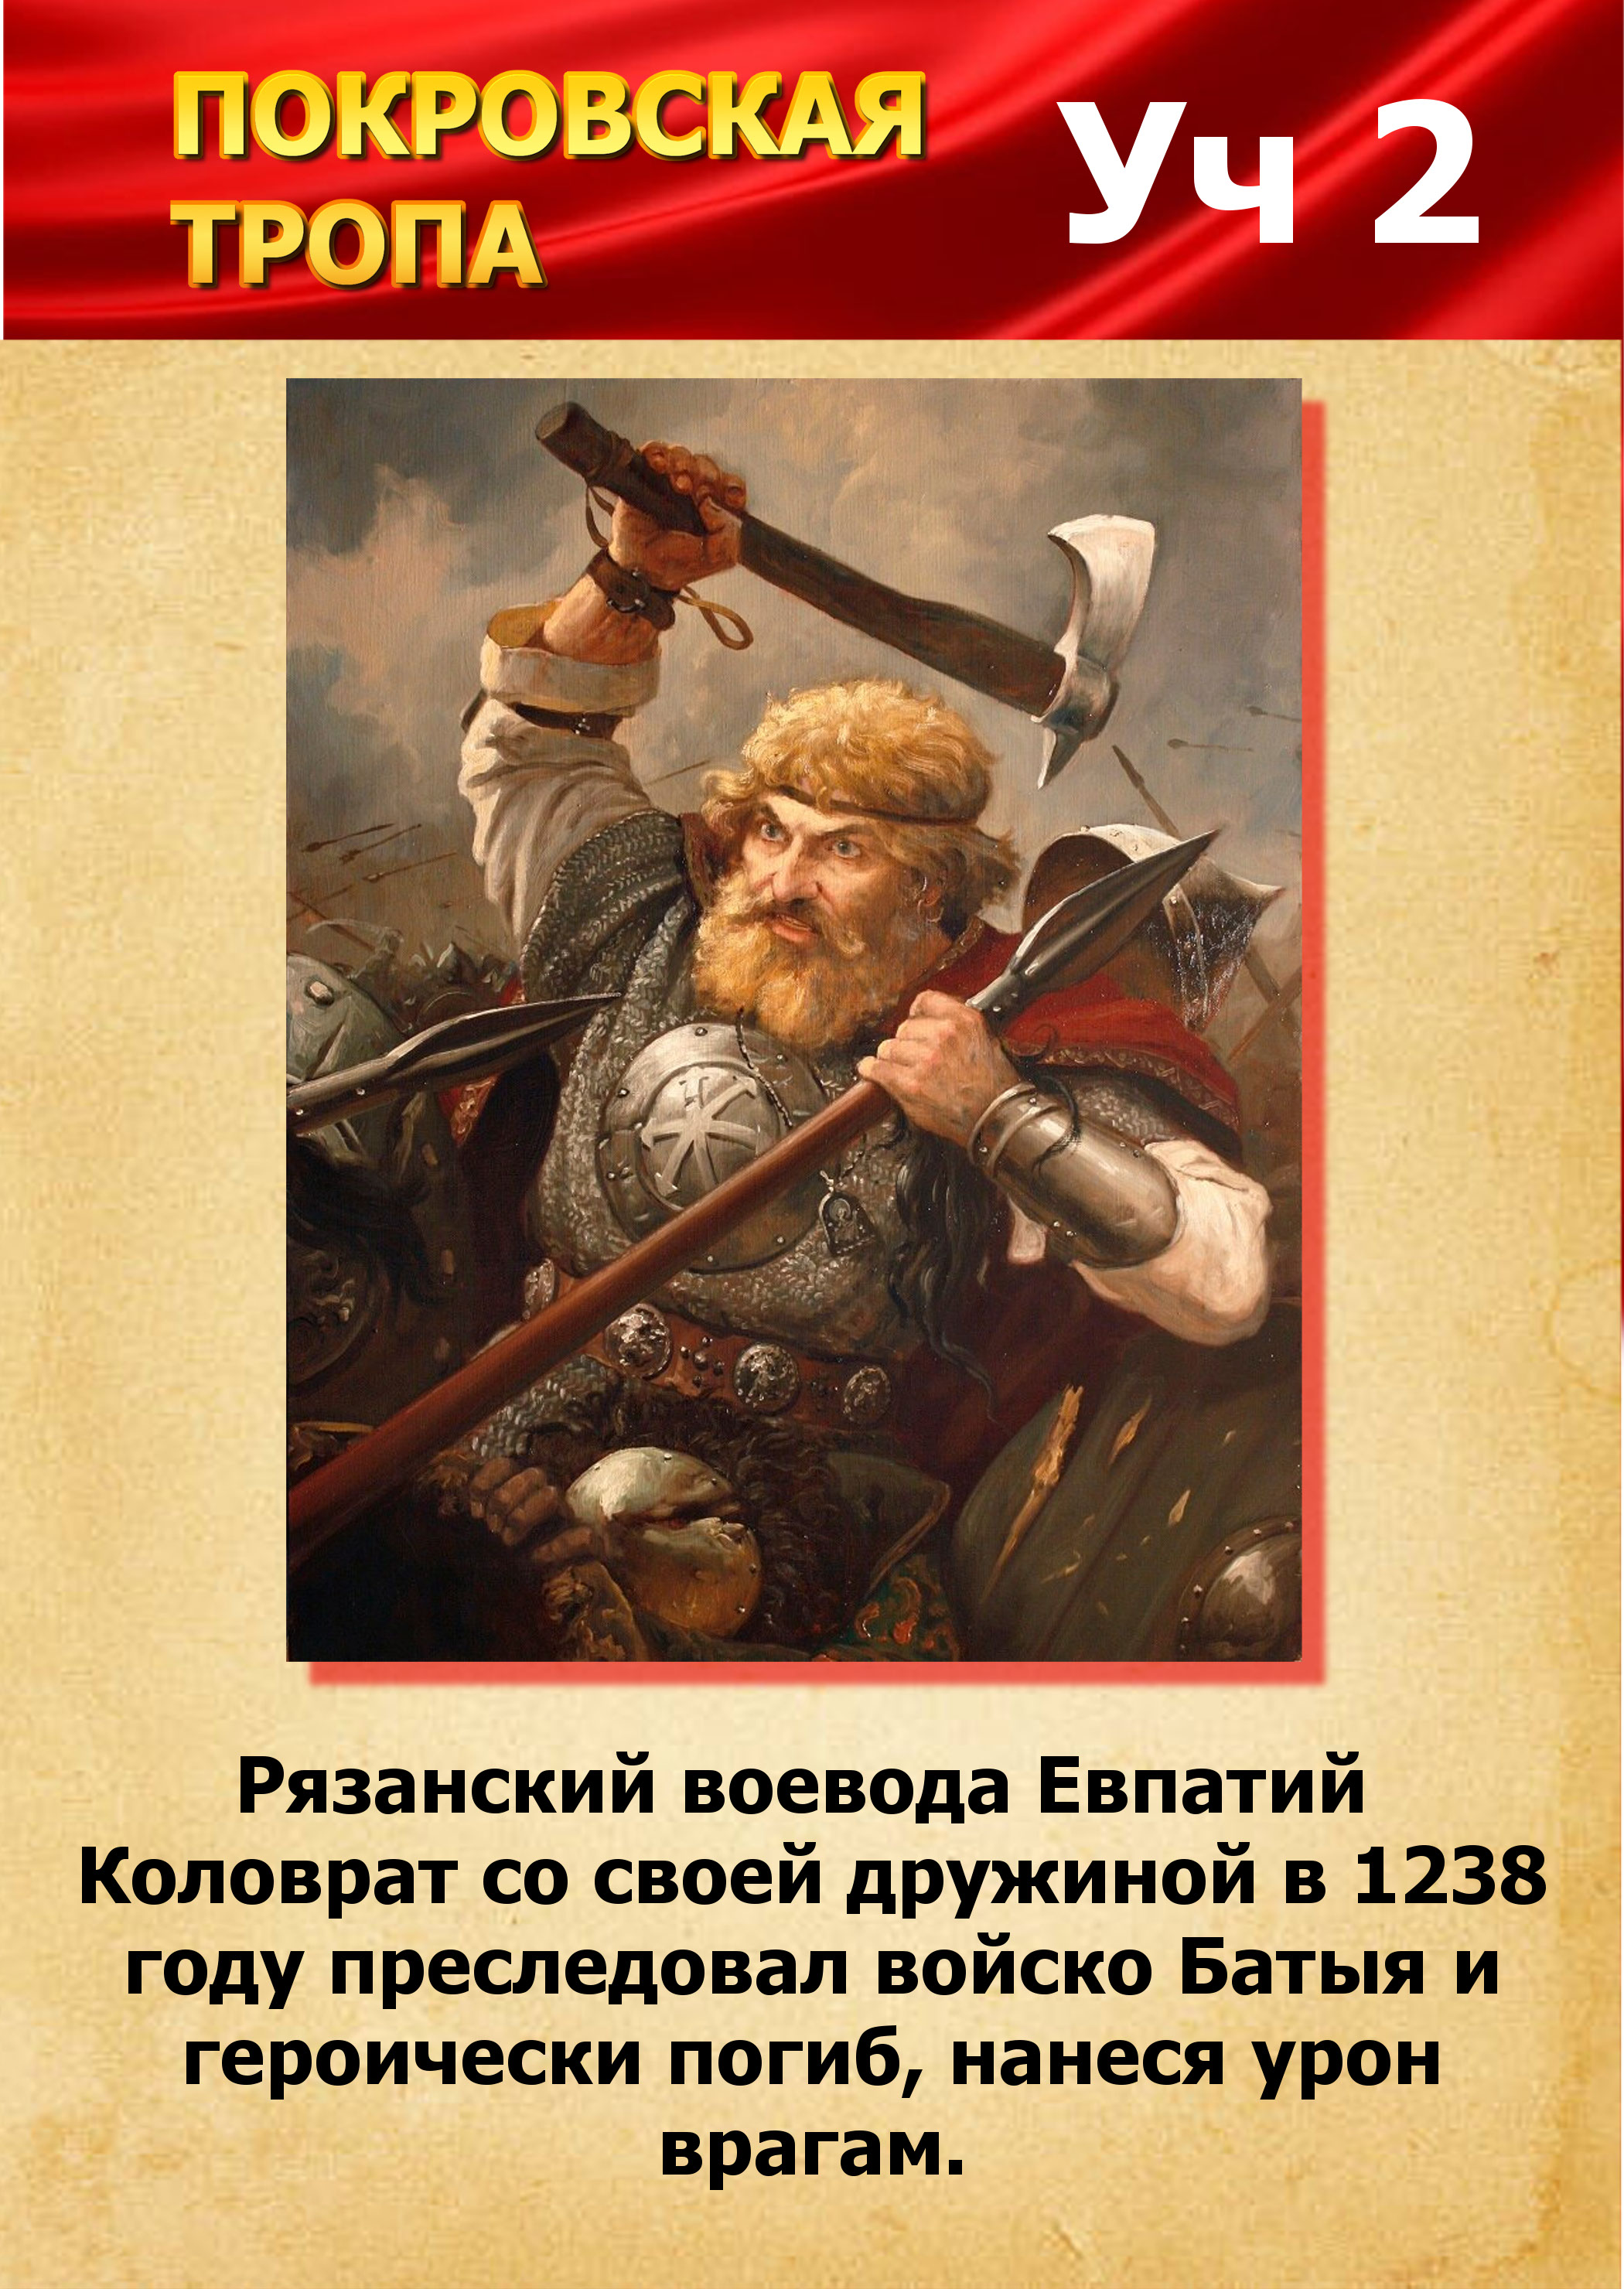 ПОКРОВСКАЯ
ТРОПА
Уч 2
Рязанский воевода Евпатий
Коловрат со своей дружиной в 1238
году преследовал войско Батыя и
героически погиб, нанеся урон
врагам.